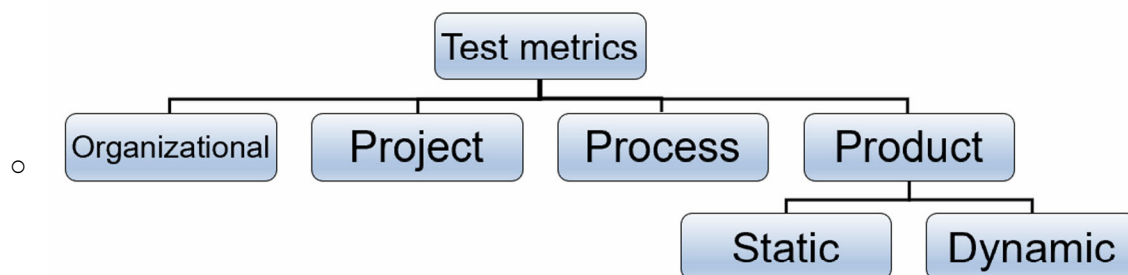 Test metrics
Organizational
Project
Process
Product
Static
Dynamic